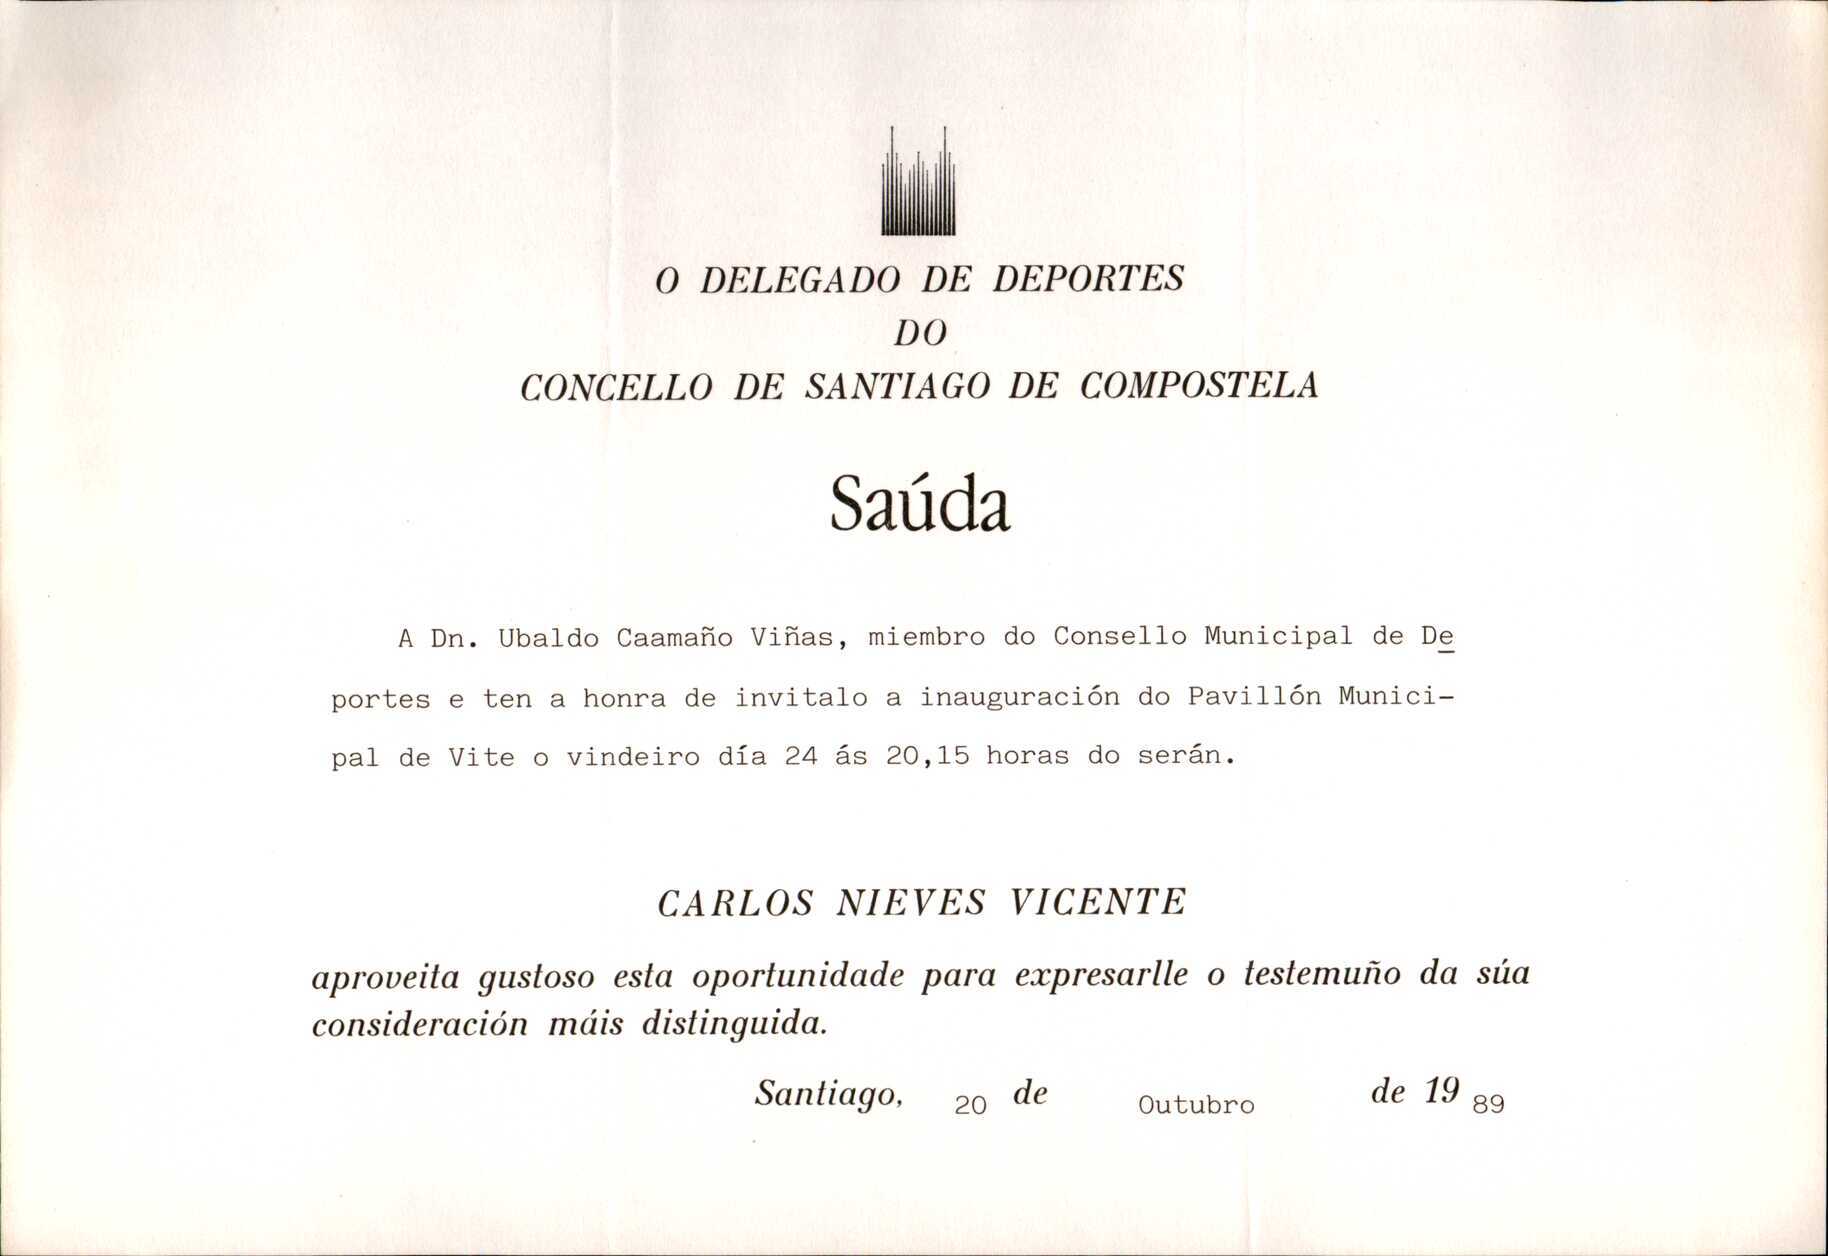 O DELEGADO DE DEPORTES
DO
CONCELLO DE SANTIAGO DE COMPOSTELA
Saúda
A Dn. Ubaldo Caamaño Viñas, miembro do Consello Municipal de De
portes e ten a honra de invitalo a inauguración do Pavillón Munici-
pal de Vite o vindeiro día 24 ás 20,15 horas do serán.
CARLOS NIEVES VICENTE
aproveita gustoso esta oportunidade para expresarlle o testemuño da súa
consideración máis distinguida.
Santiago, 20 de Outubro de 19 89